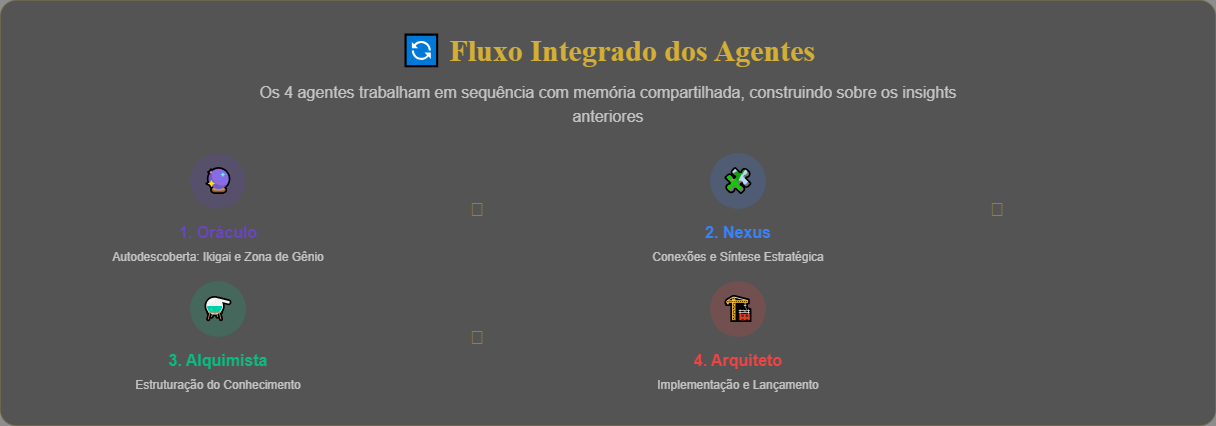 Fluxo Integrado dos Agentes
Os 4 agentes trabalham em sequência com memória compartilhada, construindo sobre os insights
anteriores
1. Oráculo
2. Nexus
Autodescoberta: Ikigai e Zona de Gênio
Conexões e Síntese Estratégica
3. Alquimista
4. Arquiteto
Estruturação do Conhecimento
Implementação e Lançamento